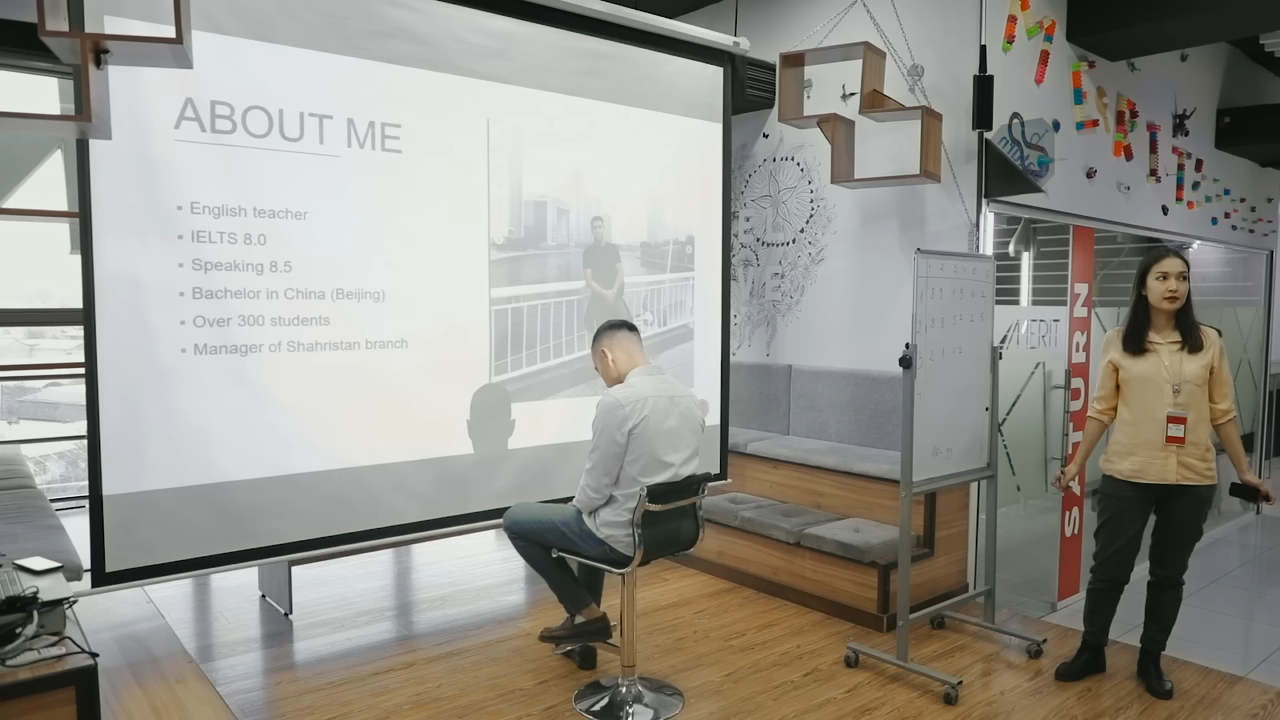 ABOUT ME
▪ English teacher
▪ IELTS 8.0
▪ Speaking 8.5
▪ Bachelor in China (Beijing)
▪ Over 300 students
▪ Manager of Shahristan branch
MERIT
MERIT
SATURN